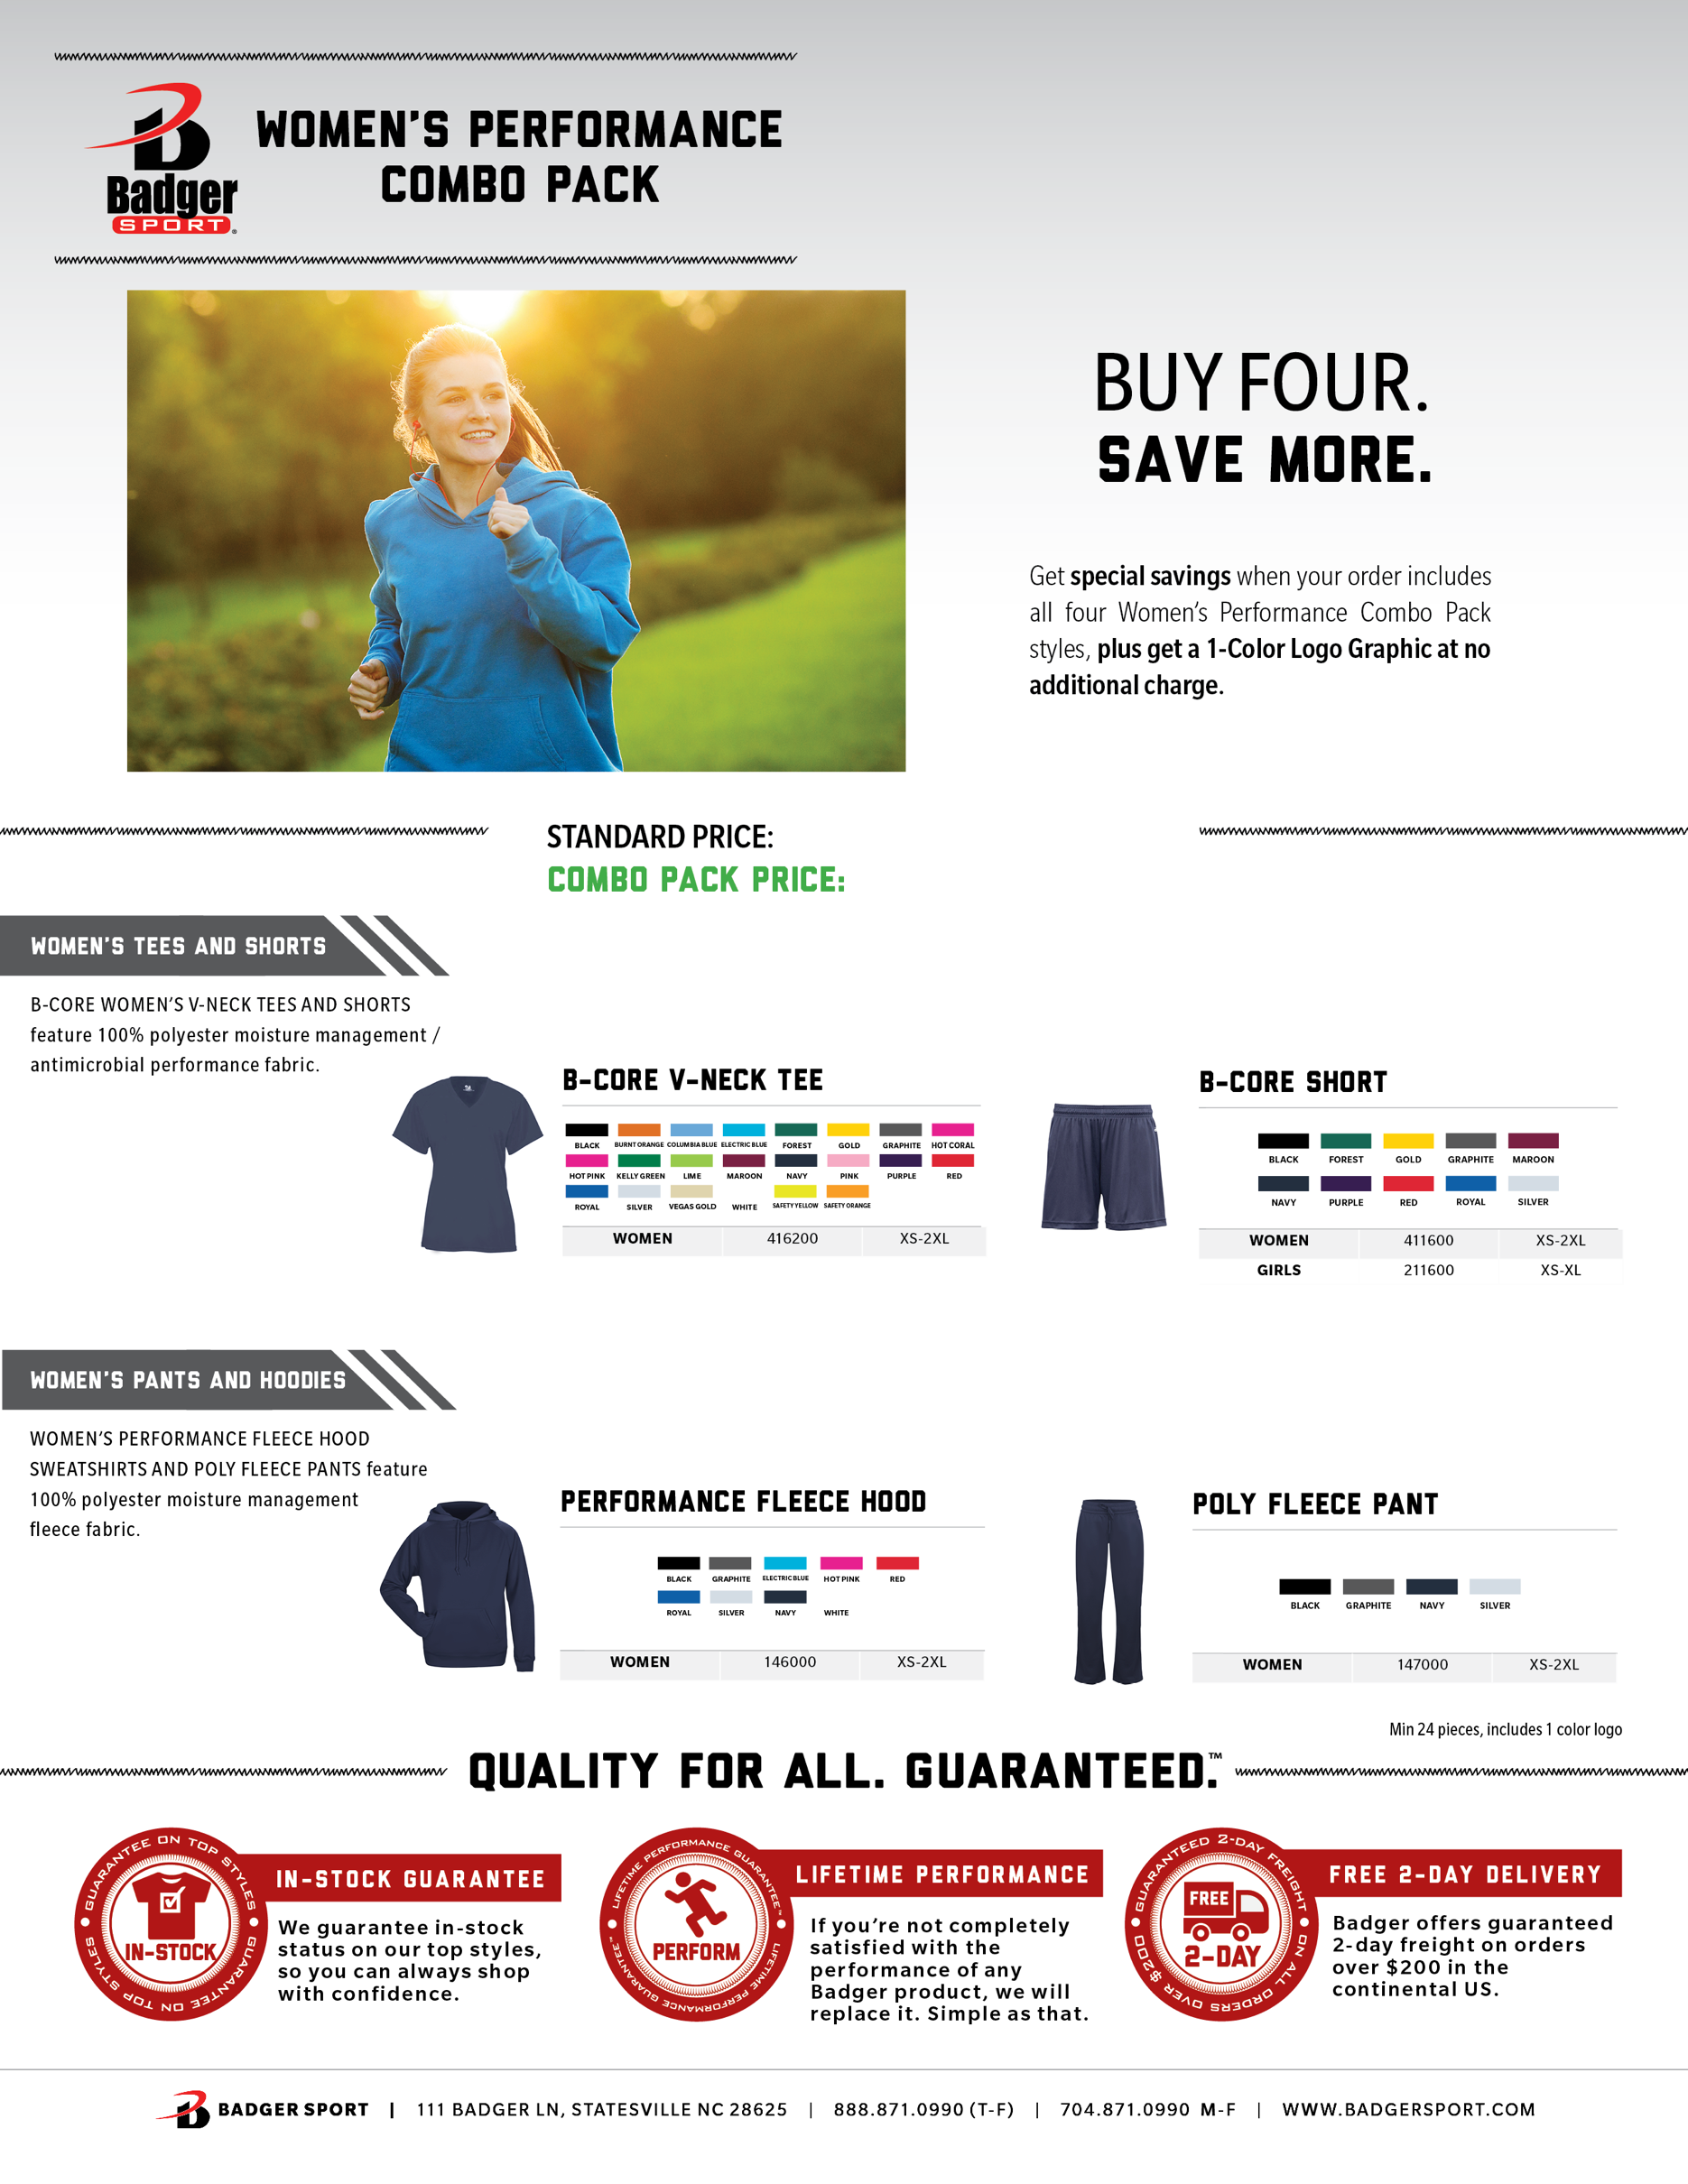 Badger
SPORT®
WOMEN'S PERFORMANCE
COMBO PACK
BUY FOUR.
SAVE MORE.
Get special savings when your order includes
all four Women's Performance Combo Pack
styles, plus get a 1-Color Logo Graphic at no
additional charge.
STANDARD PRICE:
COMBO PACK PRICE:
WOMEN'S TEES AND SHORTS
B-CORE WOMEN'S V-NECK TEES AND SHORTS
feature 100% polyester moisture management /
antimicrobial performance fabric.
B-CORE V-NECK TEE
BLACK BURNT ORANGE COLUMBIA BLUE ELECTRIC BLUE FOREST GOLD GRAPHITE HOT CORAL
HOT PINK KELLY GREEN LIME MAROON NAVY PINK PURPLE RED
ROYAL SILVER VEGAS GOLD WHITE SAFETY YELLOW SAFETY ORANGE
WOMEN 416200 XS-2XL
B-CORE SHORT
BLACK FOREST GOLD GRAPHITE MAROON
NAVY PURPLE RED ROYAL SILVER
WOMEN 411600 XS-2XL
GIRLS 211600 XS-XL
WOMEN'S PANTS AND HOODIES
WOMEN'S PERFORMANCE FLEECE HOOD
SWEATSHIRTS AND POLY FLEECE PANTS feature
100% polyester moisture management
fleece fabric.
PERFORMANCE FLEECE HOOD
BLACK GRAPHITE ELECTRIC BLUE HOT PINK RED
ROYAL SILVER NAVY WHITE
WOMEN 146000 XS-2XL
POLY FLEECE PANT
BLACK GRAPHITE NAVY SILVER
WOMEN 147000 XS-2XL
Min 24 pieces, includes 1 color logo
QUALITY FOR ALL. GUARANTEED.™
GUARANTEE ON TOP STYLES • GUARANTEE ON TOP STYLES •
IN-STOCK
IN-STOCK GUARANTEE
We guarantee in-stock
status on our top styles,
so you can always shop
with confidence.
LIFETIME PERFORMANCE GUARANTEE™ • LIFETIME PERFORMANCE GUARANTEE™ •
PERFORM
LIFETIME PERFORMANCE
If you're not completely
satisfied with the
performance of any
Badger product, we will
replace it. Simple as that.
GUARANTEED 2-DAY FREIGHT • ON ALL ORDERS OVER $200 •
FREE
2-DAY
FREE 2-DAY DELIVERY
Badger offers guaranteed
2-day freight on orders
over $200 in the
continental US.
BADGER SPORT | 111 BADGER LN, STATESVILLE NC 28625 | 888.871.0990 (T-F) | 704.871.0990 M-F | WWW.BADGERSPORT.COM